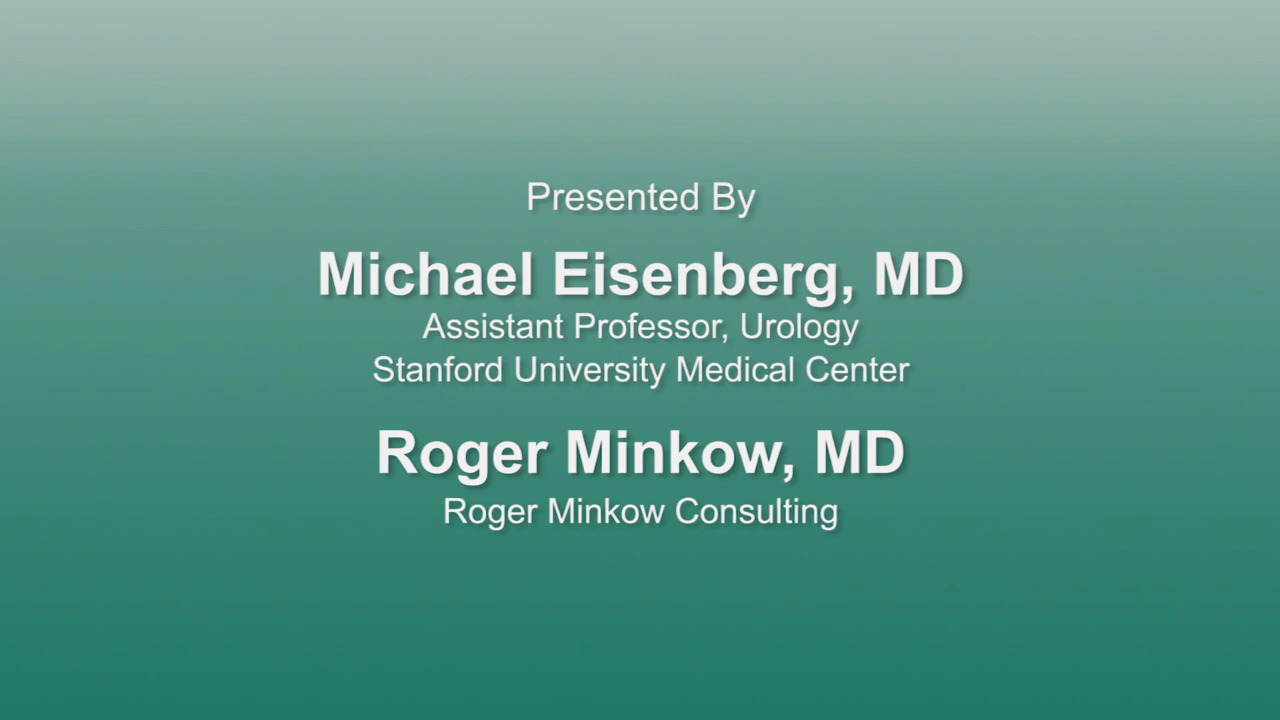 Presented By
Michael Eisenberg, MD
Assistant Professor, Urology
Stanford University Medical Center
Roger Minkow, MD
Roger Minkow Consulting